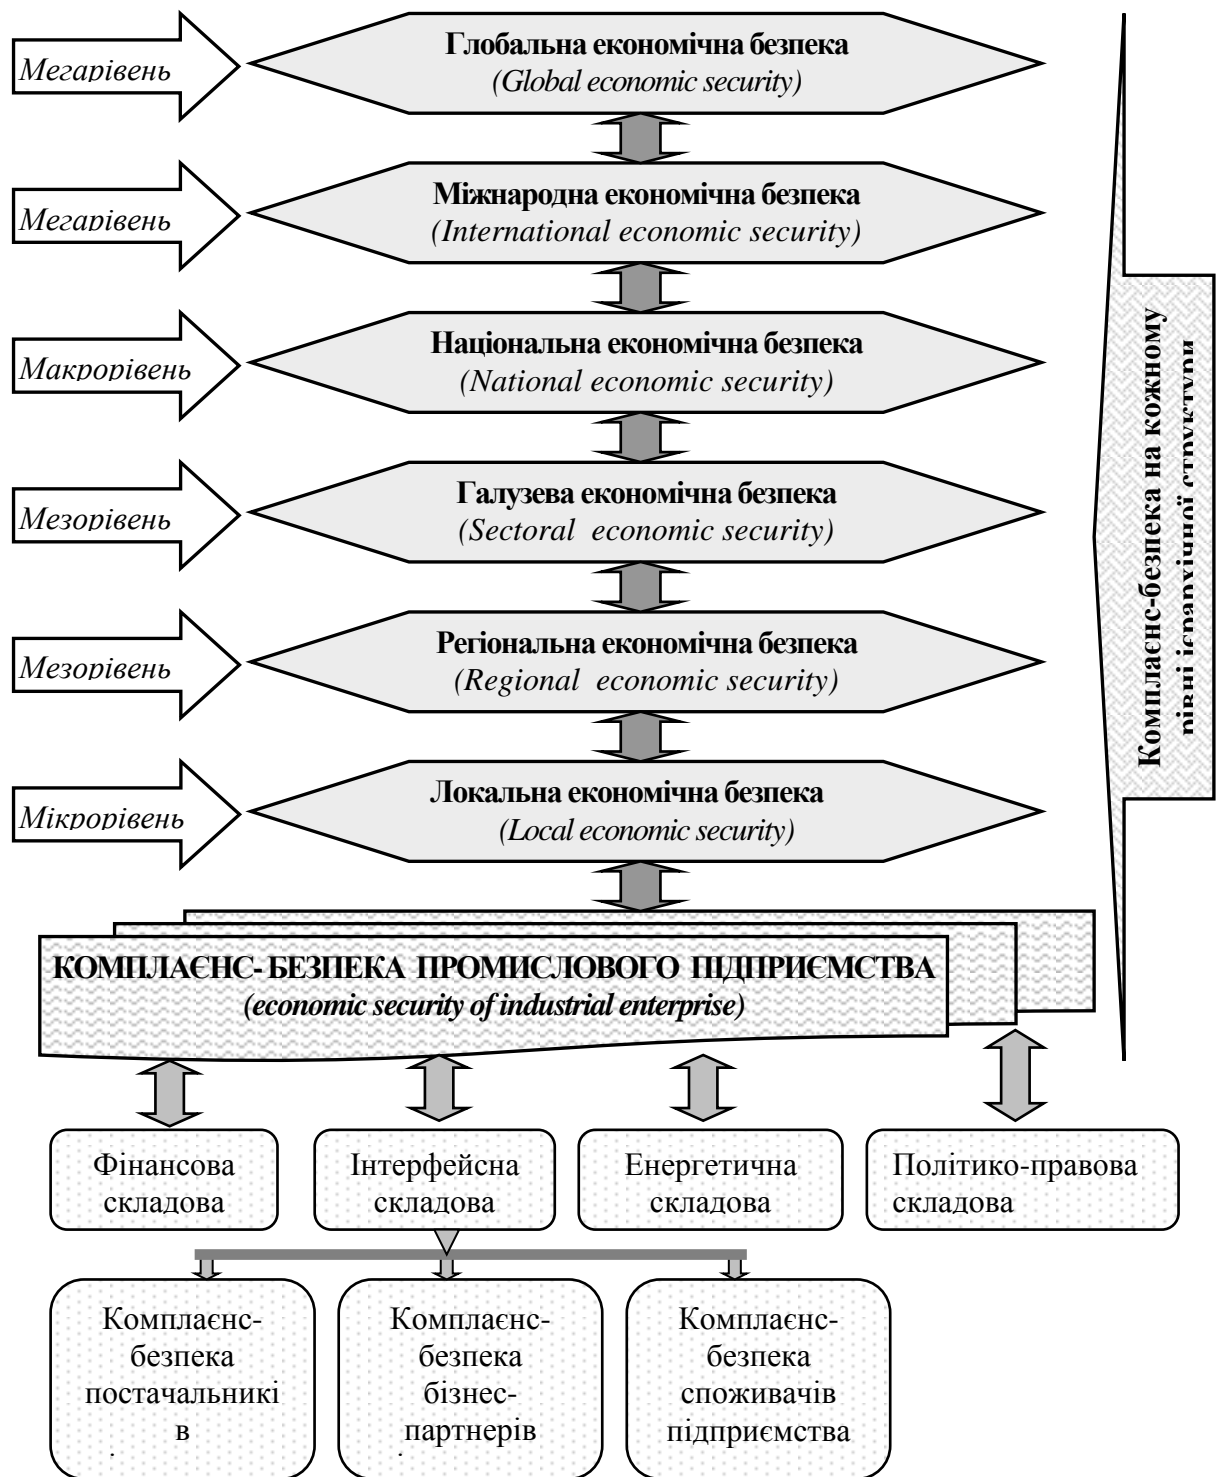 Мегарівень
Глобальна економічна безпека
(Global economic security)
Мегарівень
Міжнародна економічна безпека
(International economic security)
Макрорівень
Національна економічна безпека
(National economic security)
Мезорівень
Галузева економічна безпека
(Sectoral economic security)
Мезорівень
Регіональна економічна безпека
(Regional economic security)
Мікрорівень
Локальна економічна безпека
(Local economic security)
Комплаєнс-безпека на кожному
рівні ієрархічної структури
КОМПЛАЄНС- БЕЗПЕКА ПРОМИСЛОВОГО ПІДПРИЄМСТВА
(economic security of industrial enterprise)
Фінансова
складова
Інтерфейсна
складова
Енергетична
складова
Політико-правова
складова
Комплаєнс-
безпека
постачальникі
в
Комплаєнс-
безпека
бізнес-
партнерів
Комплаєнс-
безпека
споживачів
підприємства